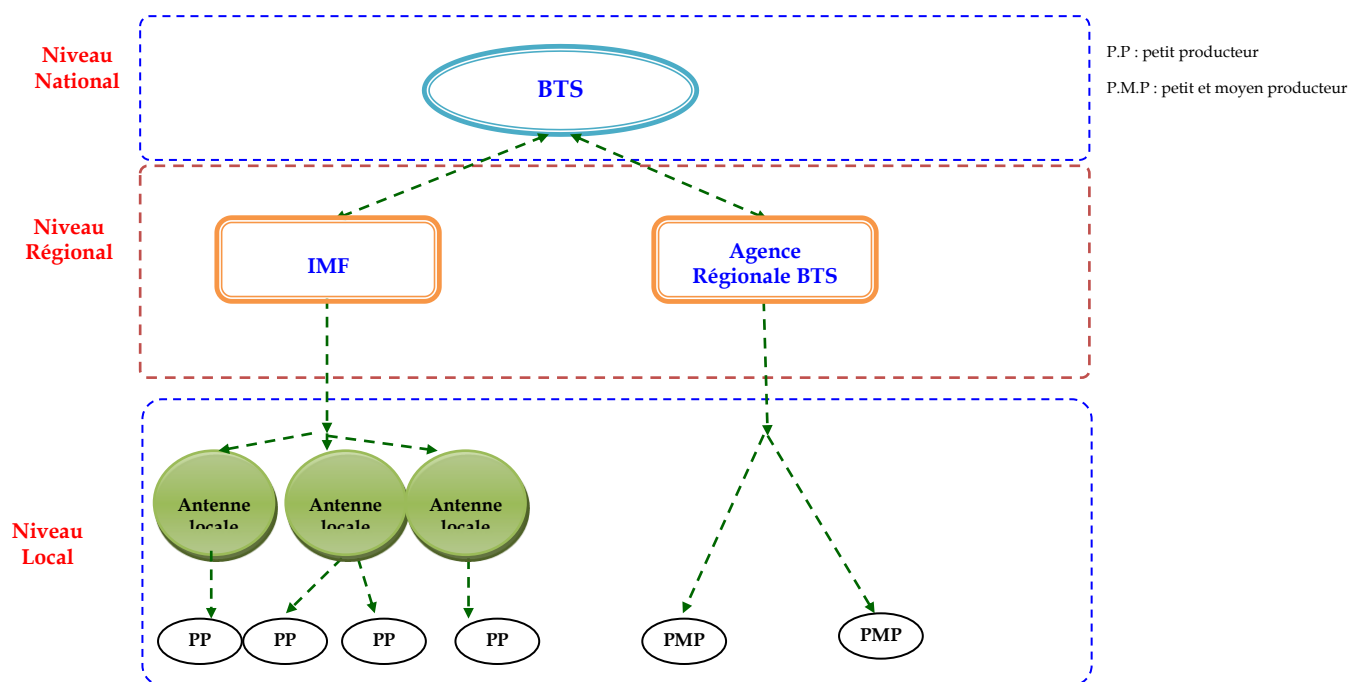 Niveau
National
BTS
P.P : petit producteur
P.M.P : petit et moyen producteur
Niveau
Régional
IMF
Agence
Régionale BTS
Niveau
Local
Antenne
locale
Antenne
locale
Antenne
locale
PP
PP
PP
PP
PMP
PMP